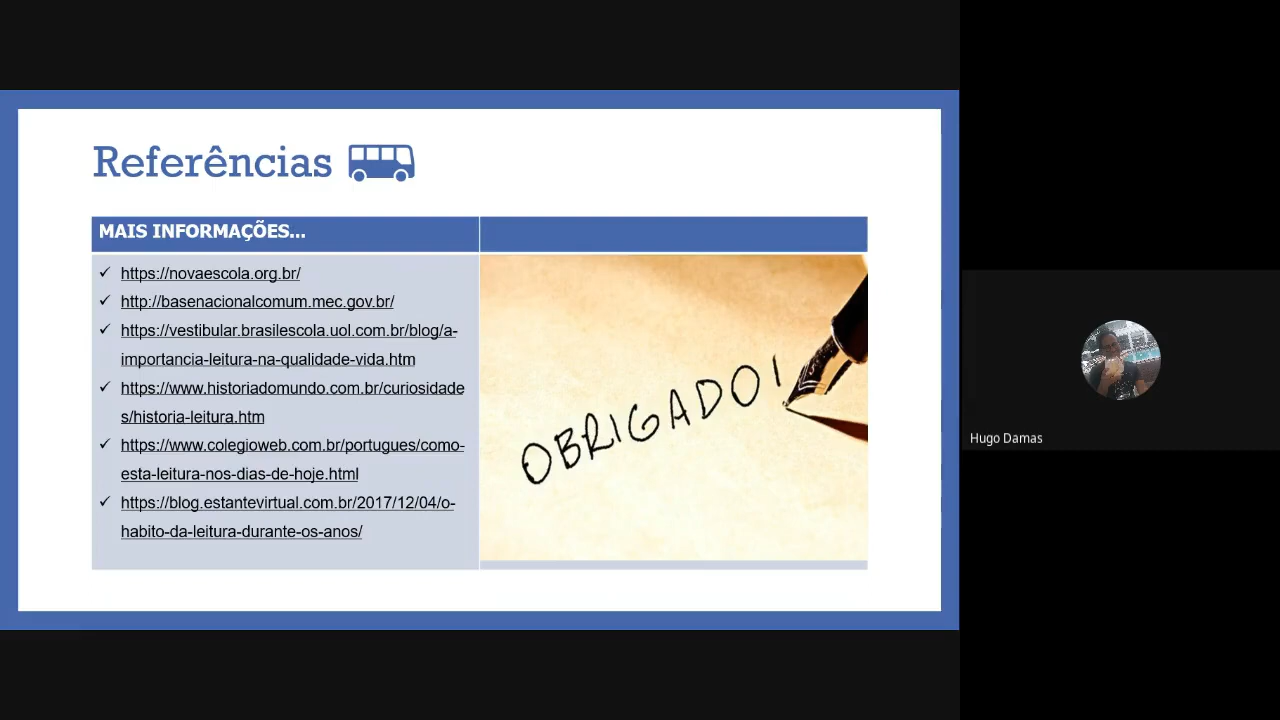 Referências
MAIS INFORMAÇÕES...
https://novaescola.org.br/
http://basenacionalcomum.mec.gov.br/
https://vestibular.brasilescola.uol.com.br/blog/a-
importancia-leitura-na-qualidade-vida.htm
https://www.historiadomundo.com.br/curiosidade
s/historia-leitura.htm
https://www.colegioweb.com.br/portugues/como-
esta-leitura-nos-dias-de-hoje.html
https://blog.estantevirtual.com.br/2017/12/04/o-
habito-da-leitura-durante-os-anos/
OBRIGADO!
Hugo Damas